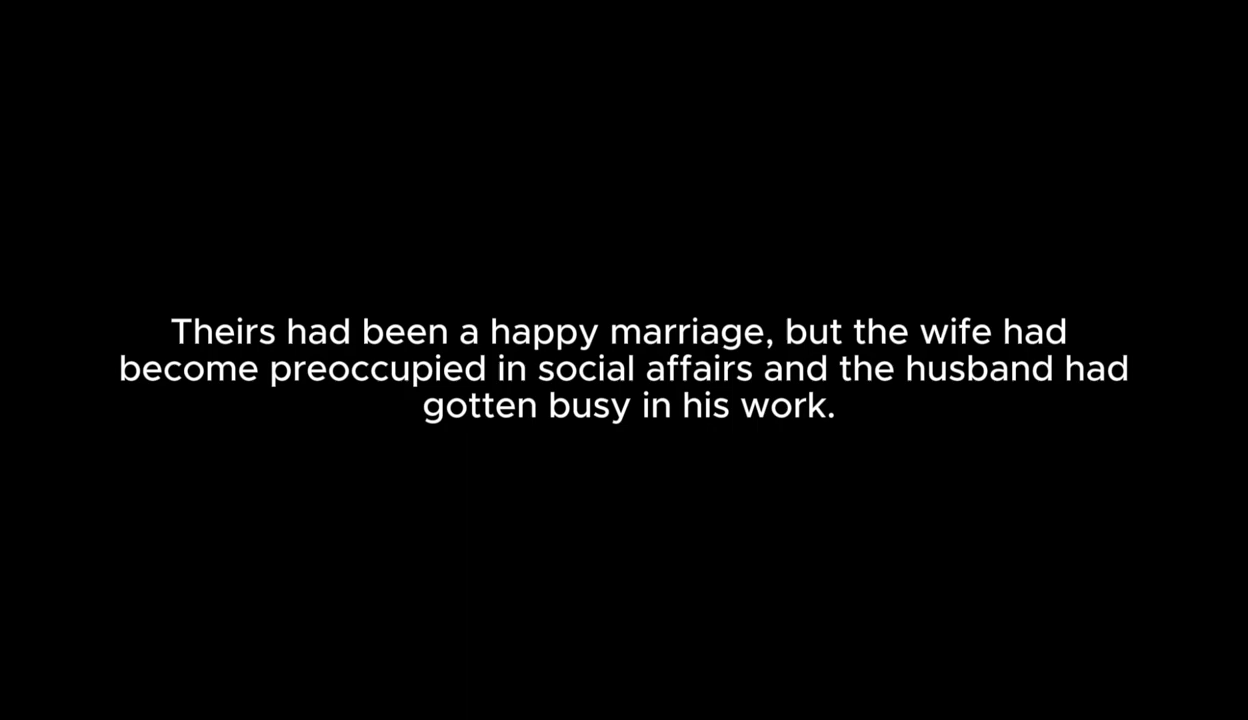 Theirs had been a happy marriage, but the wife had
become preoccupied in social affairs and the husband had
gotten busy in his work.